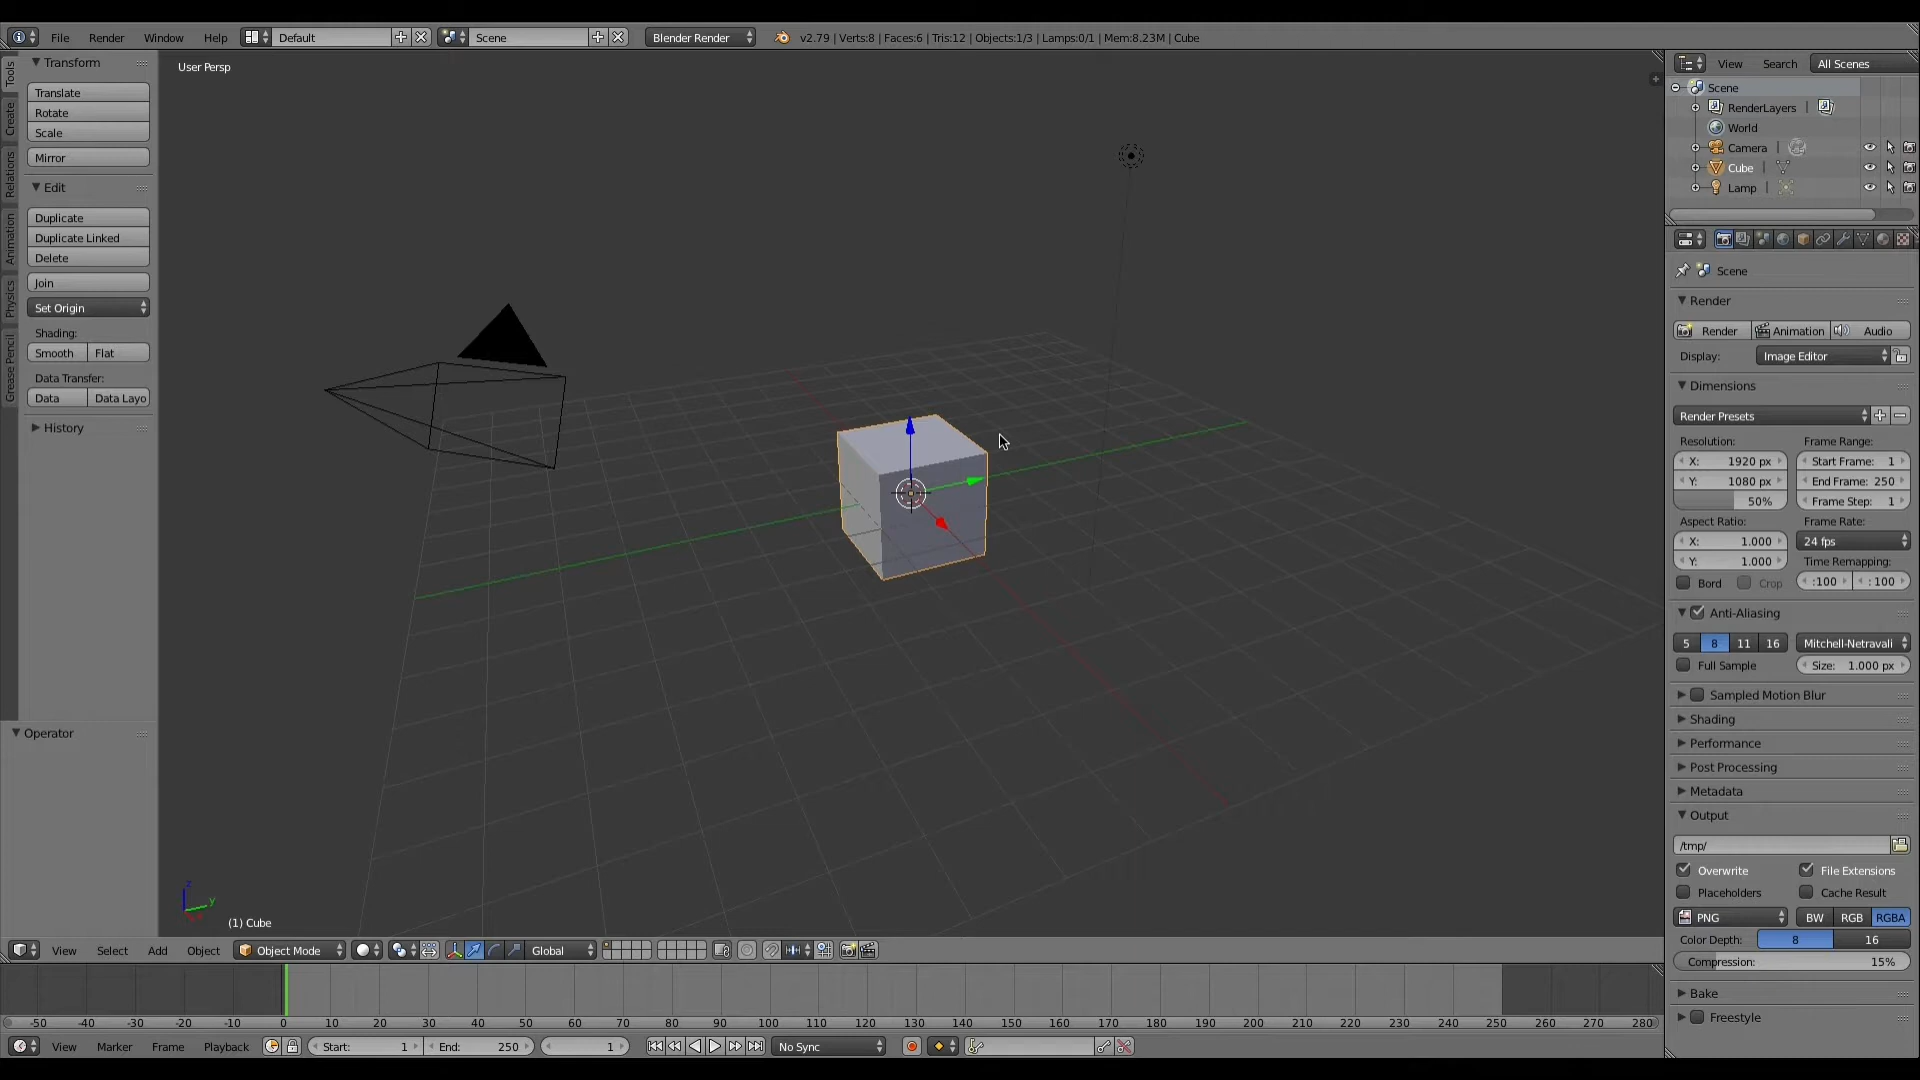 File Render Window Help Default Scene Blender Render v2.79 | Verts:8 | Faces:6 | Tris:12 | Objects:1/3 | Lamps:0/1 | Mem:8.23M | Cube
Tools
Create
Relations
Animation
Physics
Grease Pencil
Transform
Translate
Rotate
Scale
Mirror
Edit
Duplicate
Duplicate Linked
Delete
Join
Set Origin
Shading:
Smooth Flat
Data Transfer:
Data Data Layo
History
Operator
User Persp
z
y
(1) Cube
View Select Add Object Object Mode Global
-50 -40 -30 -20 -10 0 10 20 30 40 50 60 70 80 90 100 110 120 130 140 150 160 170 180 190 200 210 220 230 240 250 260 270 280
View Marker Frame Playback Start: 1 End: 250 1 No Sync
View Search All Scenes
Scene
RenderLayers |
World
Camera |
Cube |
Lamp |
Scene
Render
Render Animation Audio
Display: Image Editor
Dimensions
Render Presets
Resolution: Frame Range:
X: 1920 px Start Frame: 1
Y: 1080 px End Frame: 250
50% Frame Step: 1
Aspect Ratio: Frame Rate:
X: 1.000 24 fps
Y: 1.000 Time Remapping:
Bord Crop :100 : 100
Anti-Aliasing
5 8 11 16 Mitchell-Netravali
Full Sample Size: 1.000 px
Sampled Motion Blur
Shading
Performance
Post Processing
Metadata
Output
/tmp/
Overwrite File Extensions
Placeholders Cache Result
PNG BW RGB RGBA
Color Depth: 8 16
Compression: 15%
Bake
Freestyle